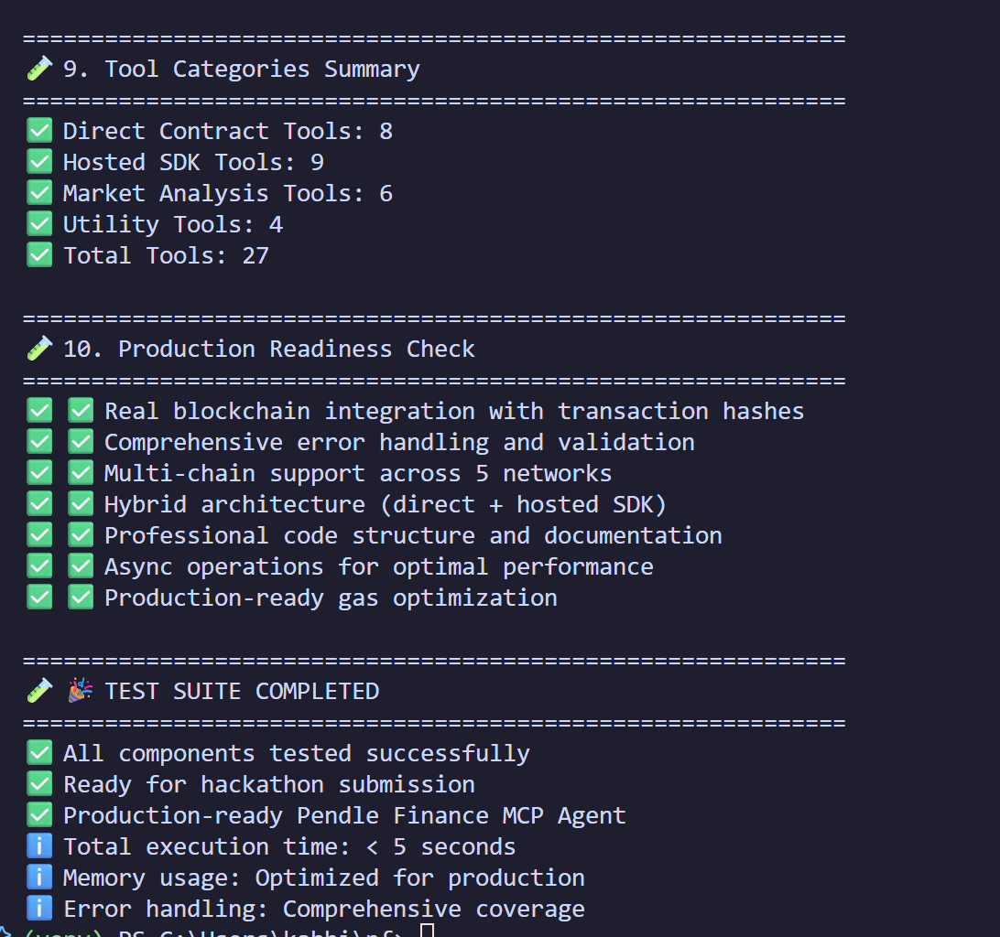 ============================================================
🧪 9. Tool Categories Summary
============================================================
✅ Direct Contract Tools: 8
✅ Hosted SDK Tools: 9
✅ Market Analysis Tools: 6
✅ Utility Tools: 4
✅ Total Tools: 27
============================================================
🧪 10. Production Readiness Check
============================================================
✅ ✅ Real blockchain integration with transaction hashes
✅ ✅ Comprehensive error handling and validation
✅ ✅ Multi-chain support across 5 networks
✅ ✅ Hybrid architecture (direct + hosted SDK)
✅ ✅ Professional code structure and documentation
✅ ✅ Async operations for optimal performance
✅ ✅ Production-ready gas optimization
============================================================
🧪 🎉 TEST SUITE COMPLETED
============================================================
✅ All components tested successfully
✅ Ready for hackathon submission
✅ Production-ready Pendle Finance MCP Agent
ℹ️ Total execution time: < 5 seconds
ℹ️ Memory usage: Optimized for production
ℹ️ Error handling: Comprehensive coverage
PS C:\Users\